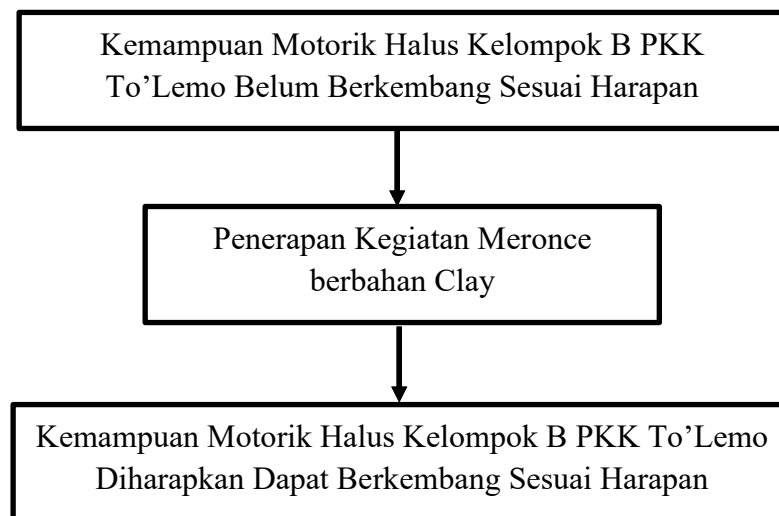 Kemampuan Motorik Halus Kelompok B PKK
To’Lemo Belum Berkembang Sesuai Harapan
Penerapan Kegiatan Meronce
berbahan Clay
Kemampuan Motorik Halus Kelompok B PKK To’Lemo
Diharapkan Dapat Berkembang Sesuai Harapan